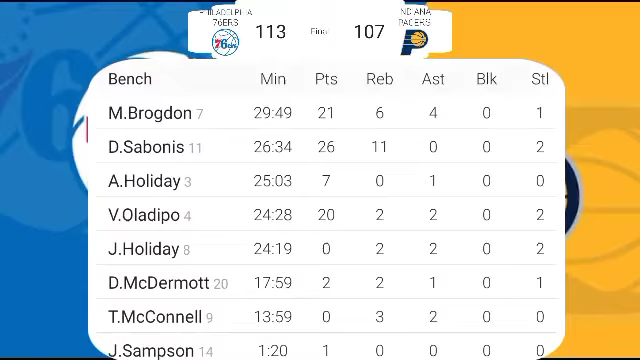 PHILADELPHIA INDIANA
76ERS 113 Final 107 PACERS
Bench Min Pts Reb Ast Blk Stl
M.Brogdon 7 29:49 21 6 4 0 1
D.Sabonis 11 26:34 26 11 0 0 2
A.Holiday 3 25:03 7 0 1 0 0
V.Oladipo 4 24:28 20 2 2 0 2
J.Holiday 8 24:19 0 2 2 0 2
D.McDermott 20 17:59 2 2 1 0 1
T.McConnell 9 13:59 0 3 2 0 0
J.Sampson 14 1:20 1 0 0 0 0